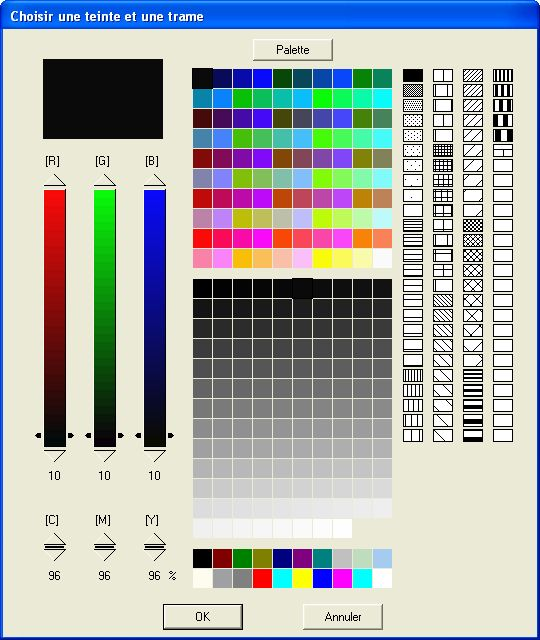 Choisir une teinte et une trame
Palette
[R] [G] [B]
10 10 10
[C] [M] [Y]
96 96 96 %
OK Annuler